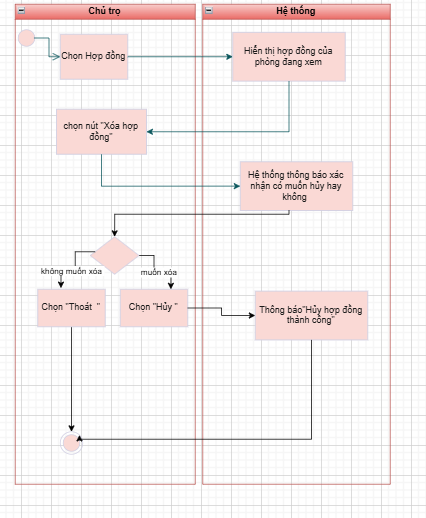 Chủ trọ
Hệ thống
Chọn Hợp đồng
Hiển thị hợp đồng của
phòng đang xem
chọn nút "Xóa hợp
đồng"
Hệ thống thông báo xác
nhận có muốn hủy hay
không
không muốn xóa
muốn xóa
Chọn "Thoát "
Chọn "Hủy "
Thông báo"Hủy hợp đồng
thành công"